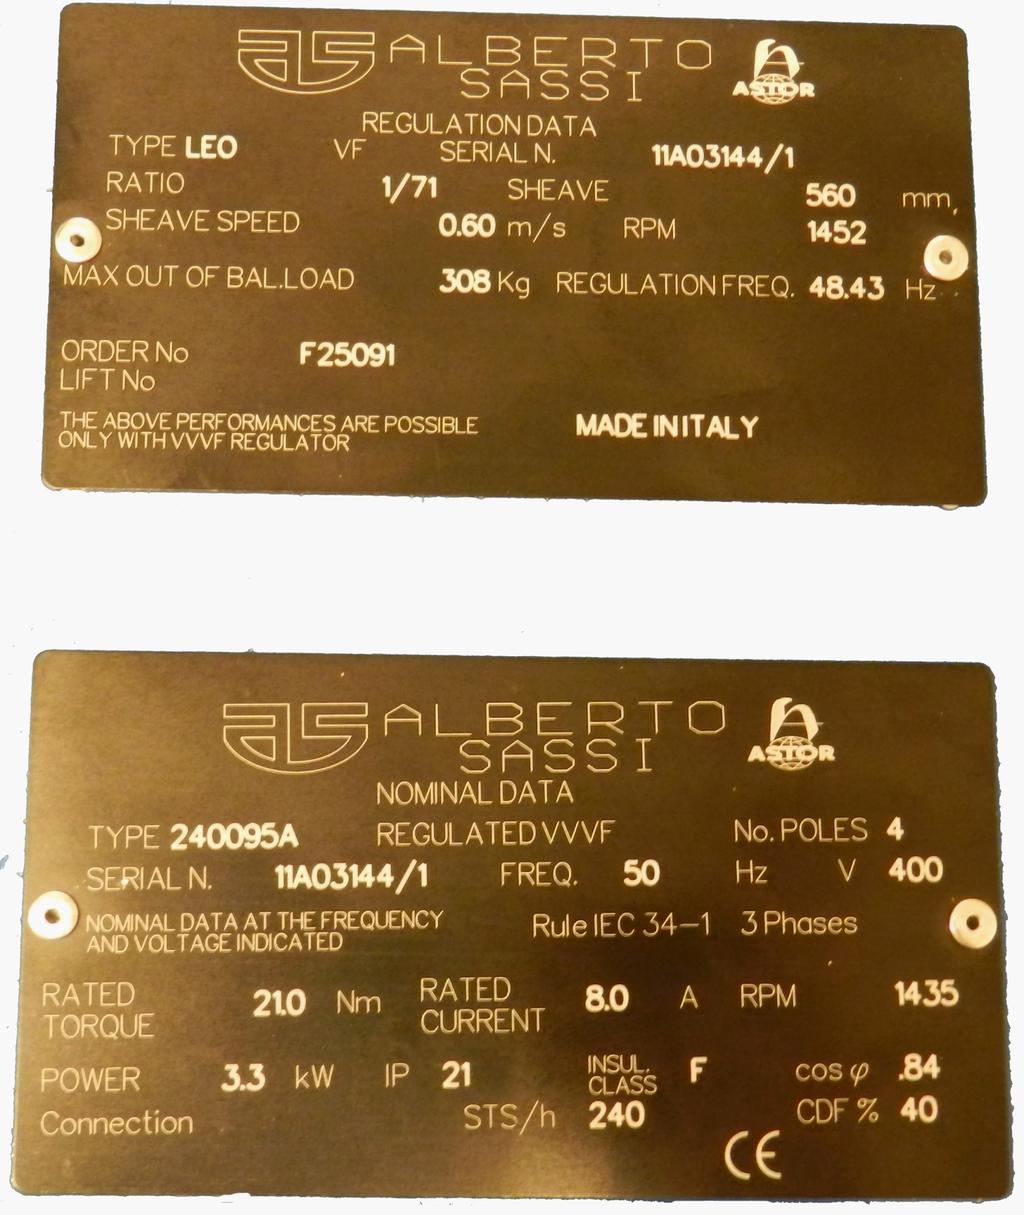 ALBERTO
SASSI
ASTOR
REGULATION DATA
TYPE LEO VF SERIAL N. 11A03144/1
RATIO 1/71 SHEAVE 560 mm.
SHEAVE SPEED 0.60 m/s RPM 1452
MAX OUT OF BAL.LOAD 308 Kg REGULATION FREQ. 48.43 Hz
ORDER No F25091
LIFT No
THE ABOVE PERFORMANCES ARE POSSIBLE
ONLY WITH VVVF REGULATOR
MADE IN ITALY
ALBERTO
SASSI
ASTOR
NOMINAL DATA
TYPE 240095A REGULATED VVVF No. POLES 4
SERIAL N. 11A03144/1 FREQ. 50 Hz V 400
NOMINAL DATA AT THE FREQUENCY
AND VOLTAGE INDICATED
Rule IEC 34-1 3 Phases
RATED
TORQUE
21.0 Nm
RATED
CURRENT
8.0 A RPM 1435
POWER 3.3 kW IP 21
INSUL.
CLASS
F cos φ .84
Connection STS/h 240 CDF % 40
CE